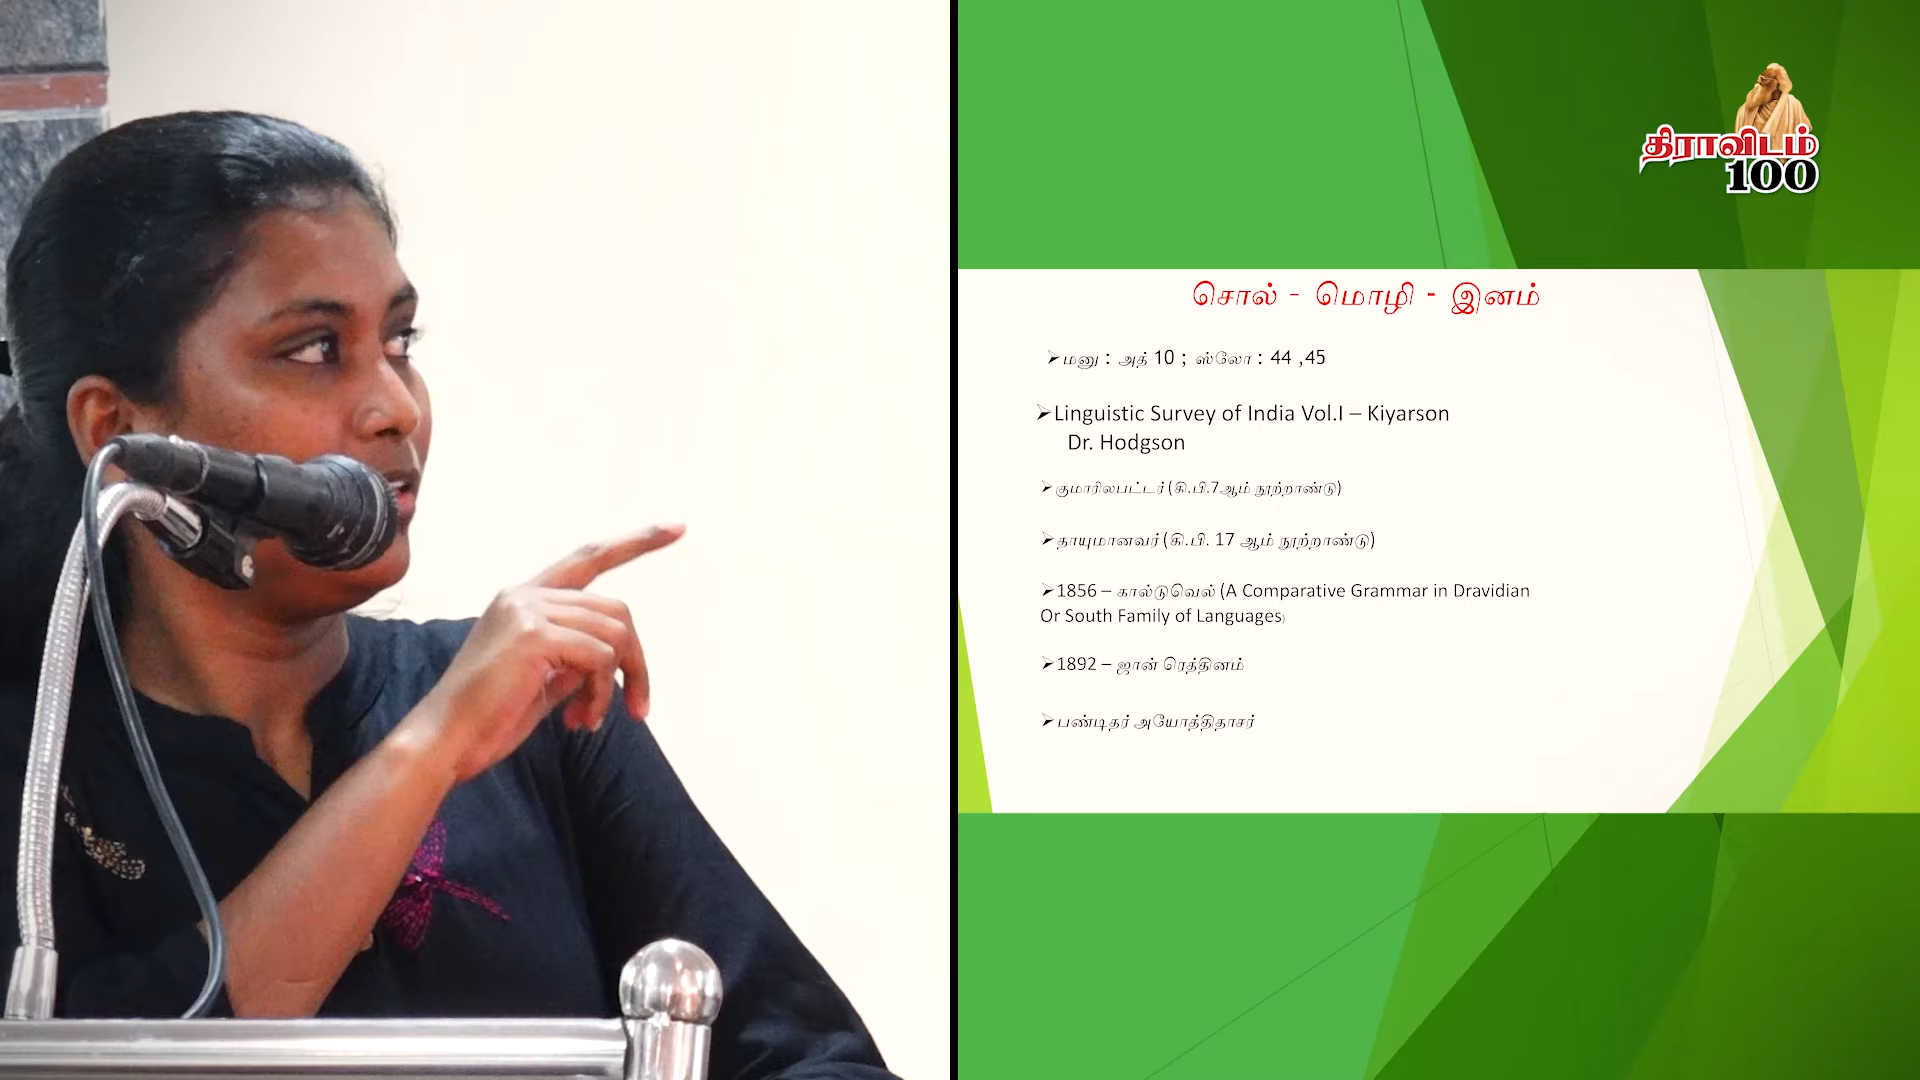 திராவிடம்
100
சொல் - மொழி - இனம்
➢மனு : அத் 10 ; ஸ்லோ : 44 ,45
➢Linguistic Survey of India Vol.I – Kiyarson
Dr. Hodgson
➢குமாரிலபட்டர் (கி.பி.7ஆம் நூற்றாண்டு)
➢தாயுமானவர் (கி.பி. 17 ஆம் நூற்றாண்டு)
➢1856 – கால்டுவெல் (A Comparative Grammar in Dravidian
Or South Family of Languages)
➢1892 – ஜான் ரெத்தினம்
➢பண்டிதர் அயோத்திதாசர்